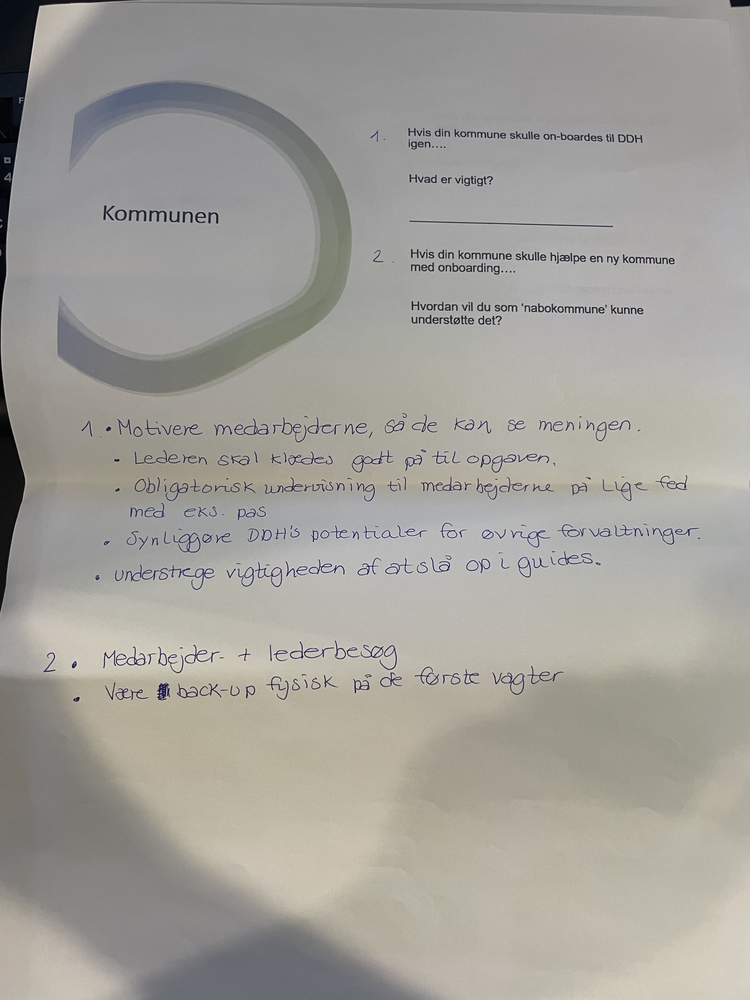 Kommunen
1. Hvis din kommune skulle on-boardes til DDH
igen....
Hvad er vigtigt?
2. Hvis din kommune skulle hjælpe en ny kommune
med onboarding....
Hvordan vil du som 'nabokommune' kunne
understøtte det?
1. • Motivere medarbejderne, så de kan se meningen.
• Lederen skal klædes godt på til opgaven.
• Obligatorisk undervisning til medarbejderne på Lige fod
med eks. pas
• Synliggøre DDH's potentialer for øvrige forvaltninger.
• understrege vigtigheden af at slå op i guides.
2 • Medarbejder- + lederbesøg
• Være back-up fysisk på de første vagter
F
4